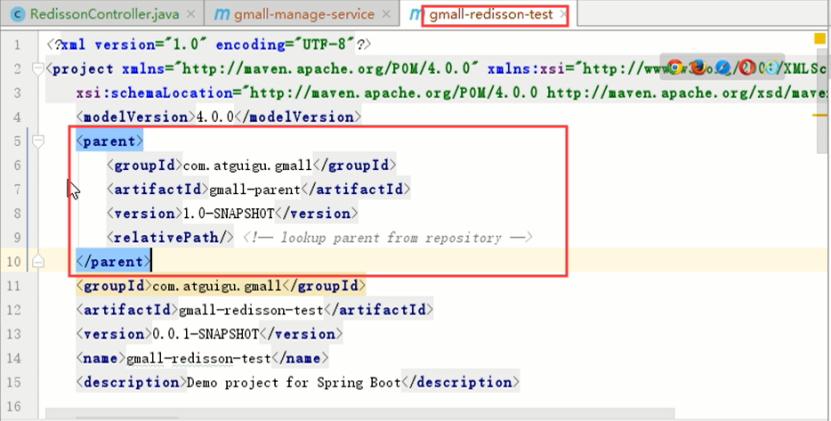 RedissonController.java × gmall-manage-service × gmall-redisson-test ×
1 <?xml version="1.0" encoding="UTF-8"?>
2 <project xmlns="http://maven.apache.org/POM/4.0.0" xmlns:xsi="http://www
3 xsi:schemaLocation="http://maven.apache.org/POM/4.0.0 http://maven.apache.org/xsd/mave
4 <modelVersion>4.0.0</modelVersion>
5 <parent>
6 <groupId>com.atguigu.gmall</groupId>
7 <artifactId>gmall-parent</artifactId>
8 <version>1.0-SNAPSHOT</version>
9 <relativePath/> <!-- lookup parent from repository -->
10 </parent>
11 <groupId>com.atguigu.gmall</groupId>
12 <artifactId>gmall-redisson-test</artifactId>
13 <version>0.0.1-SNAPSHOT</version>
14 <name>gmall-redisson-test</name>
15 <description>Demo project for Spring Boot</description>
16